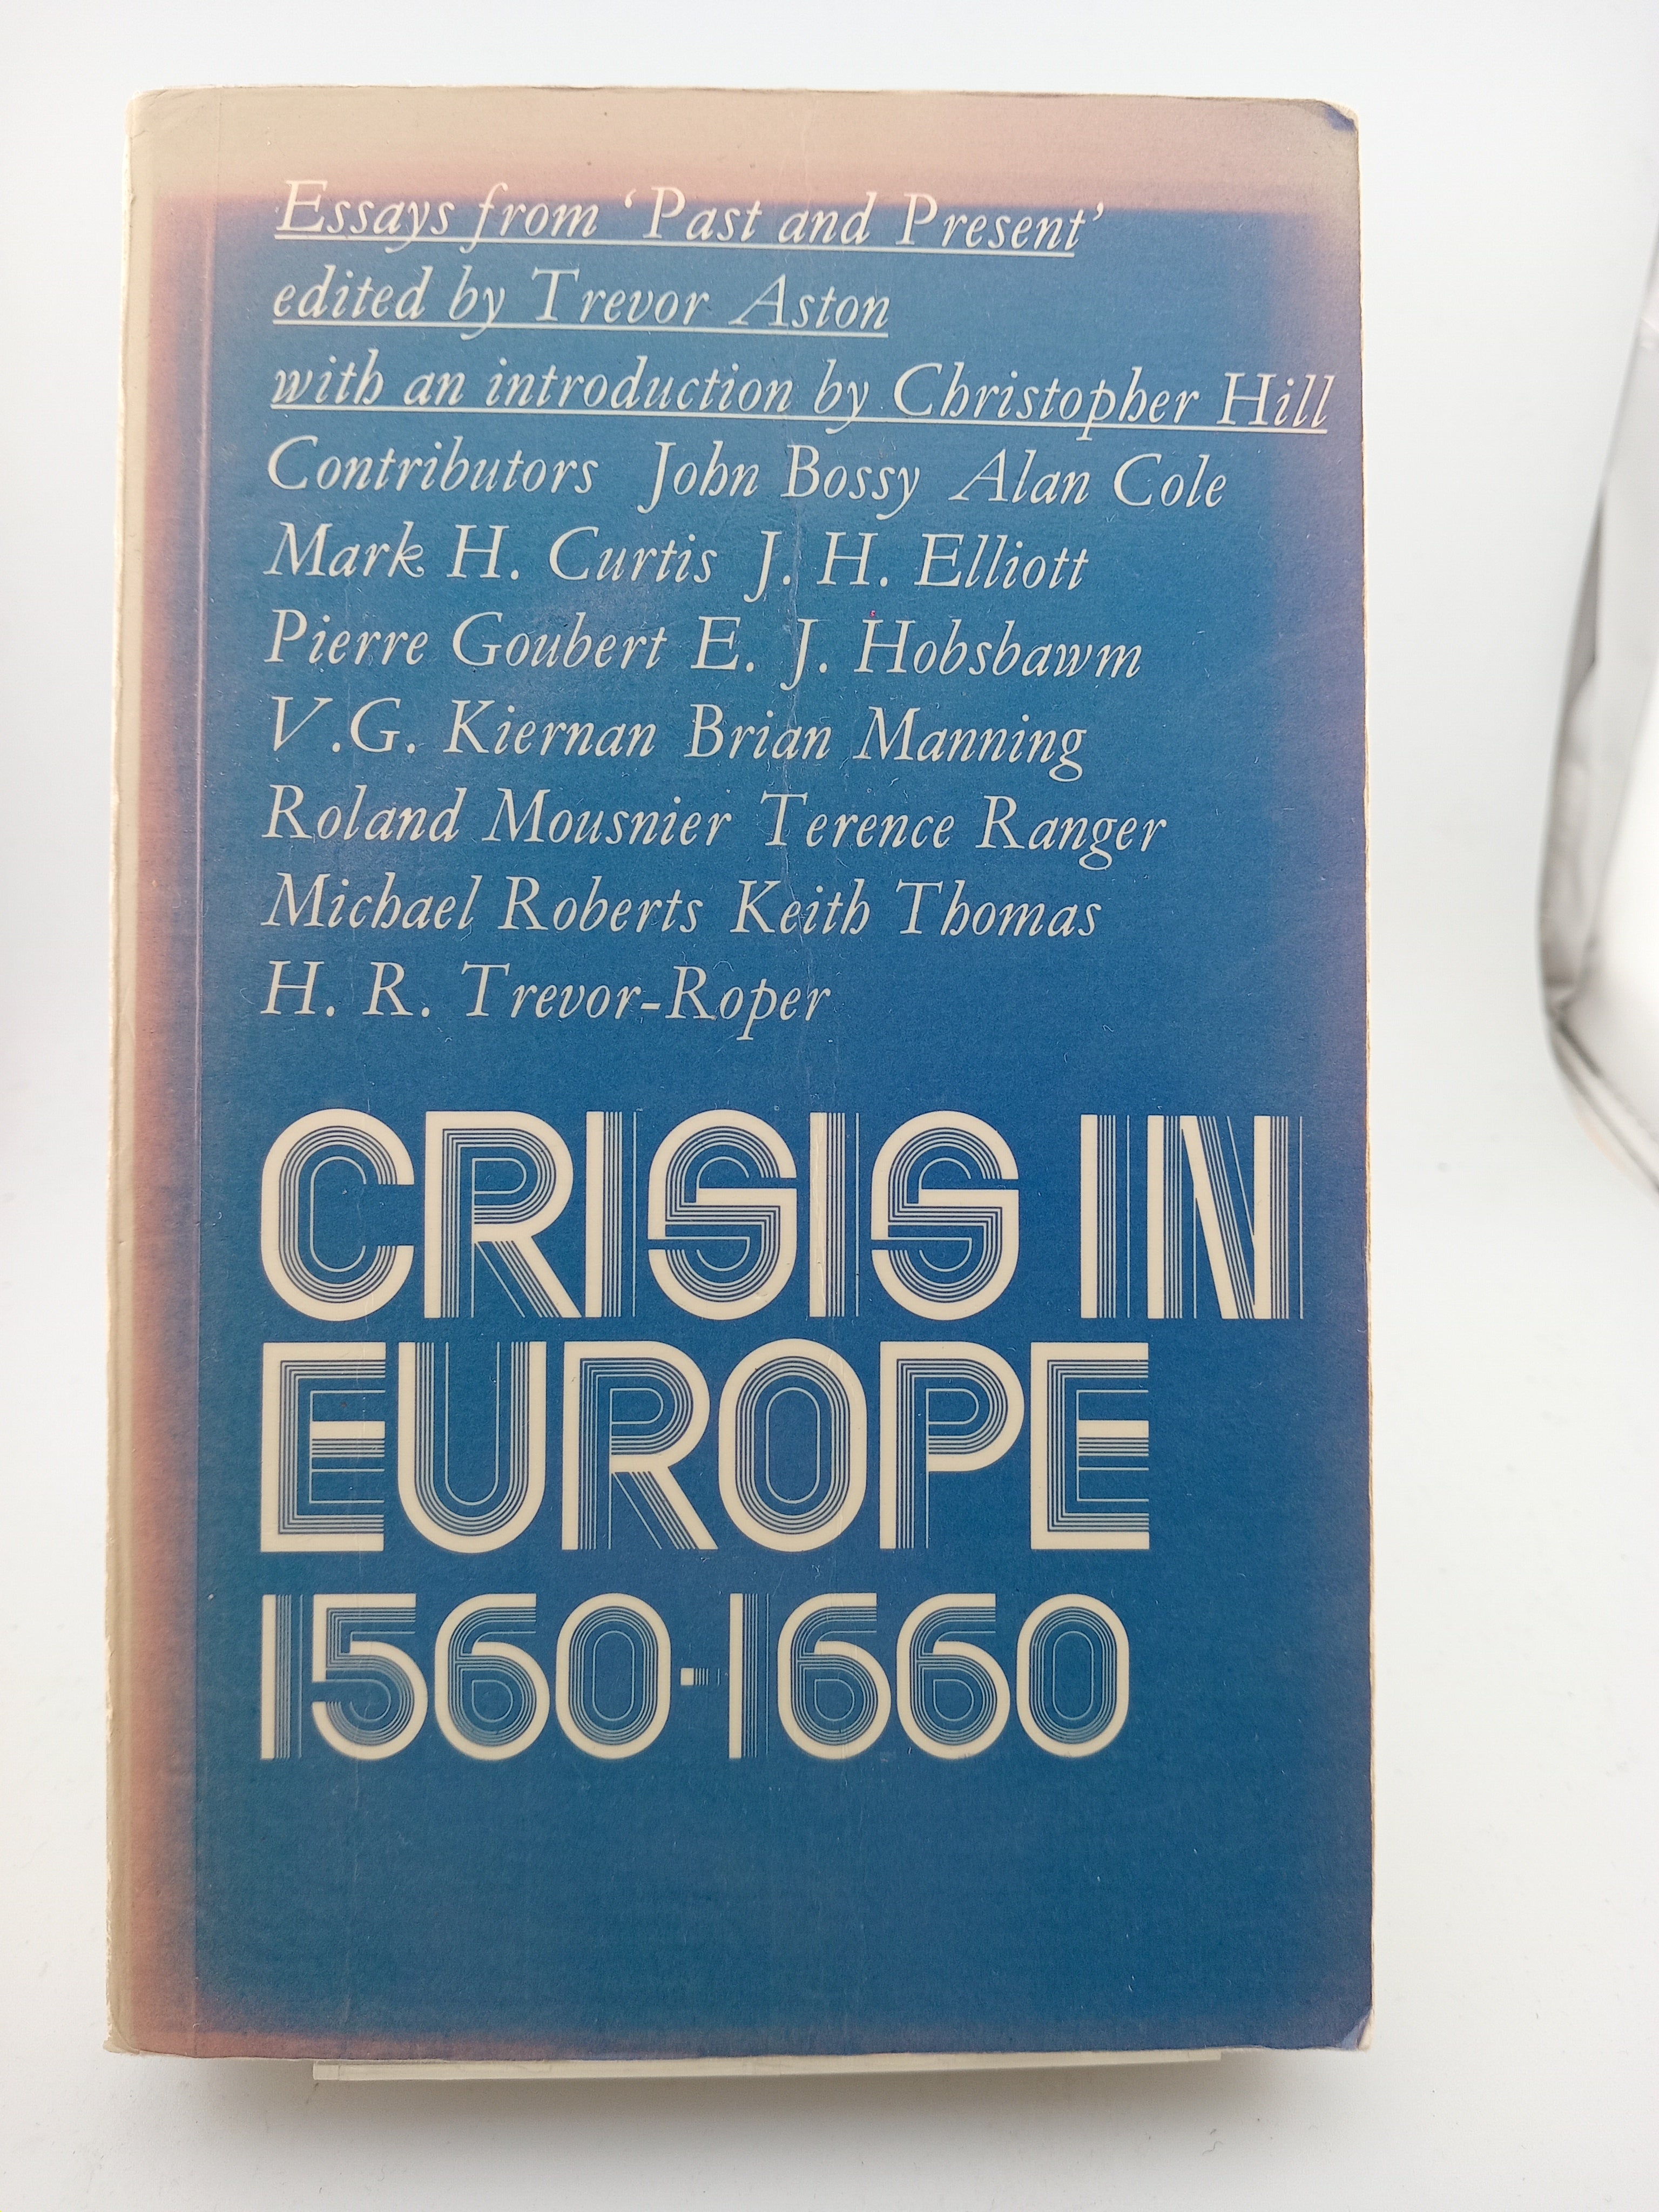 Essays from ‘Past and Present’
edited by Trevor Aston
with an introduction by Christopher Hill
Contributors John Bossy Alan Cole
Mark H. Curtis J. H. Elliott
Pierre Goubert E. J. Hobsbawm
V.G. Kiernan Brian Manning
Roland Mousnier Terence Ranger
Michael Roberts Keith Thomas
H. R. Trevor-Roper
CRISIS IN
EUROPE
1560-1660